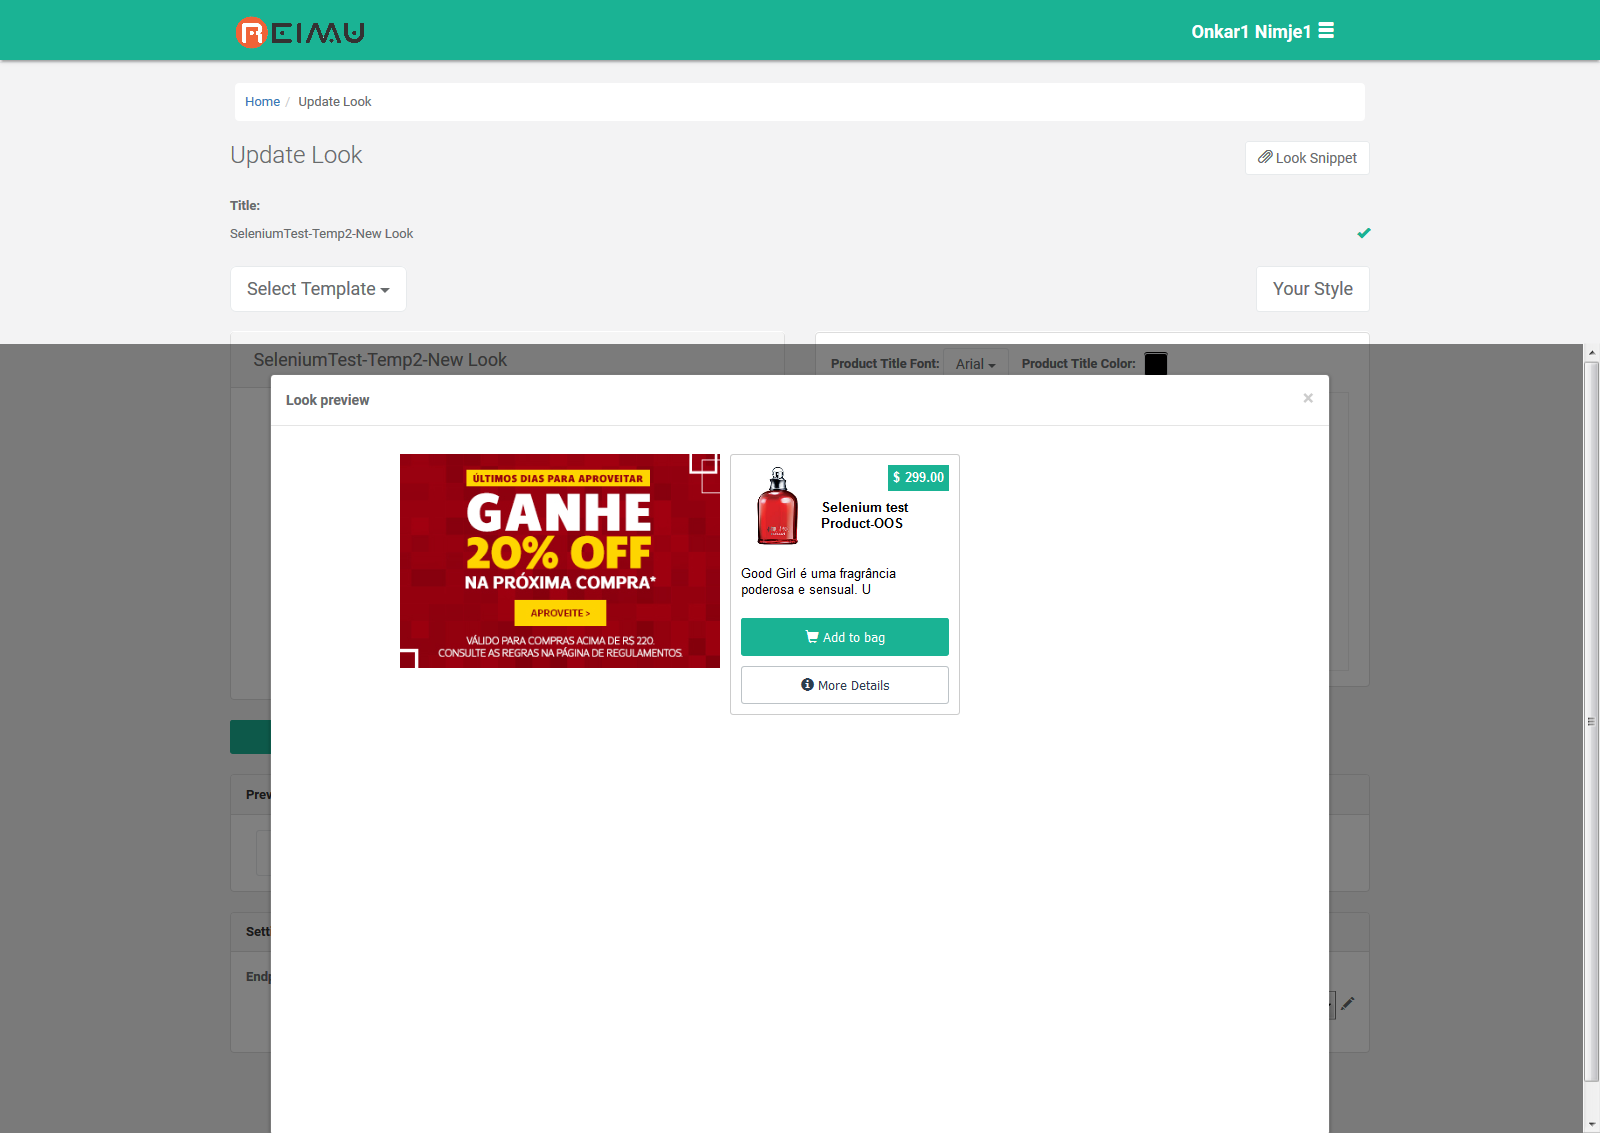 REIMU
Onkar1 Nimje1
Home / Update Look
Update Look
Look Snippet
Title:
SeleniumTest-Temp2-New Look
Select Template
Your Style
SeleniumTest-Temp2-New Look
Product Title Font: Arial Product Title Color:
Look preview
×
ÚLTIMOS DIAS PARA APROVEITAR
GANHE
20% OFF
NA PRÓXIMA COMPRA*
APROVEITE >
VÁLIDO PARA COMPRAS ACIMA DE R$ 220.
CONSULTE AS REGRAS NA PÁGINA DE REGULAMENTOS.
$ 299.00
Selenium test
Product-OOS
Good Girl é uma fragrância
poderosa e sensual. U
Add to bag
More Details
Prev
Sett
Endp